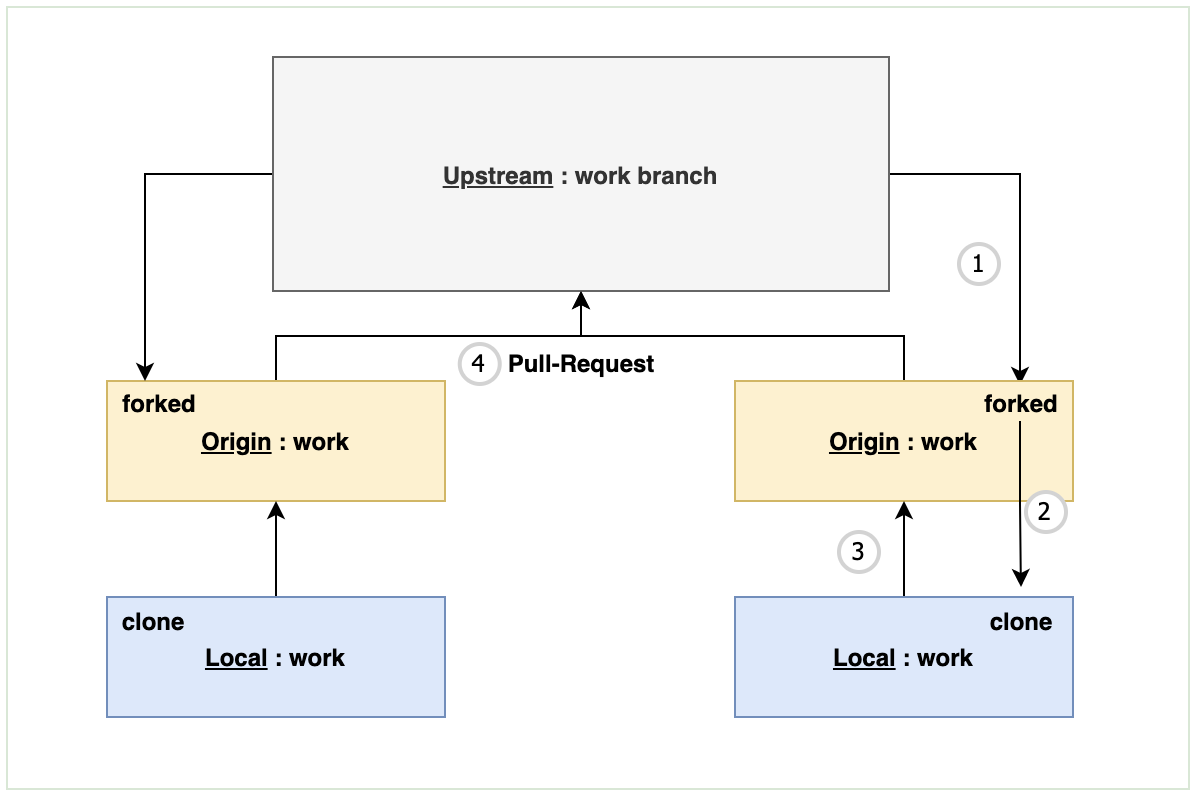 Upstream : work branch
1
4 Pull-Request
forked
Origin : work
forked
Origin : work
2
3
clone
Local : work
clone
Local : work